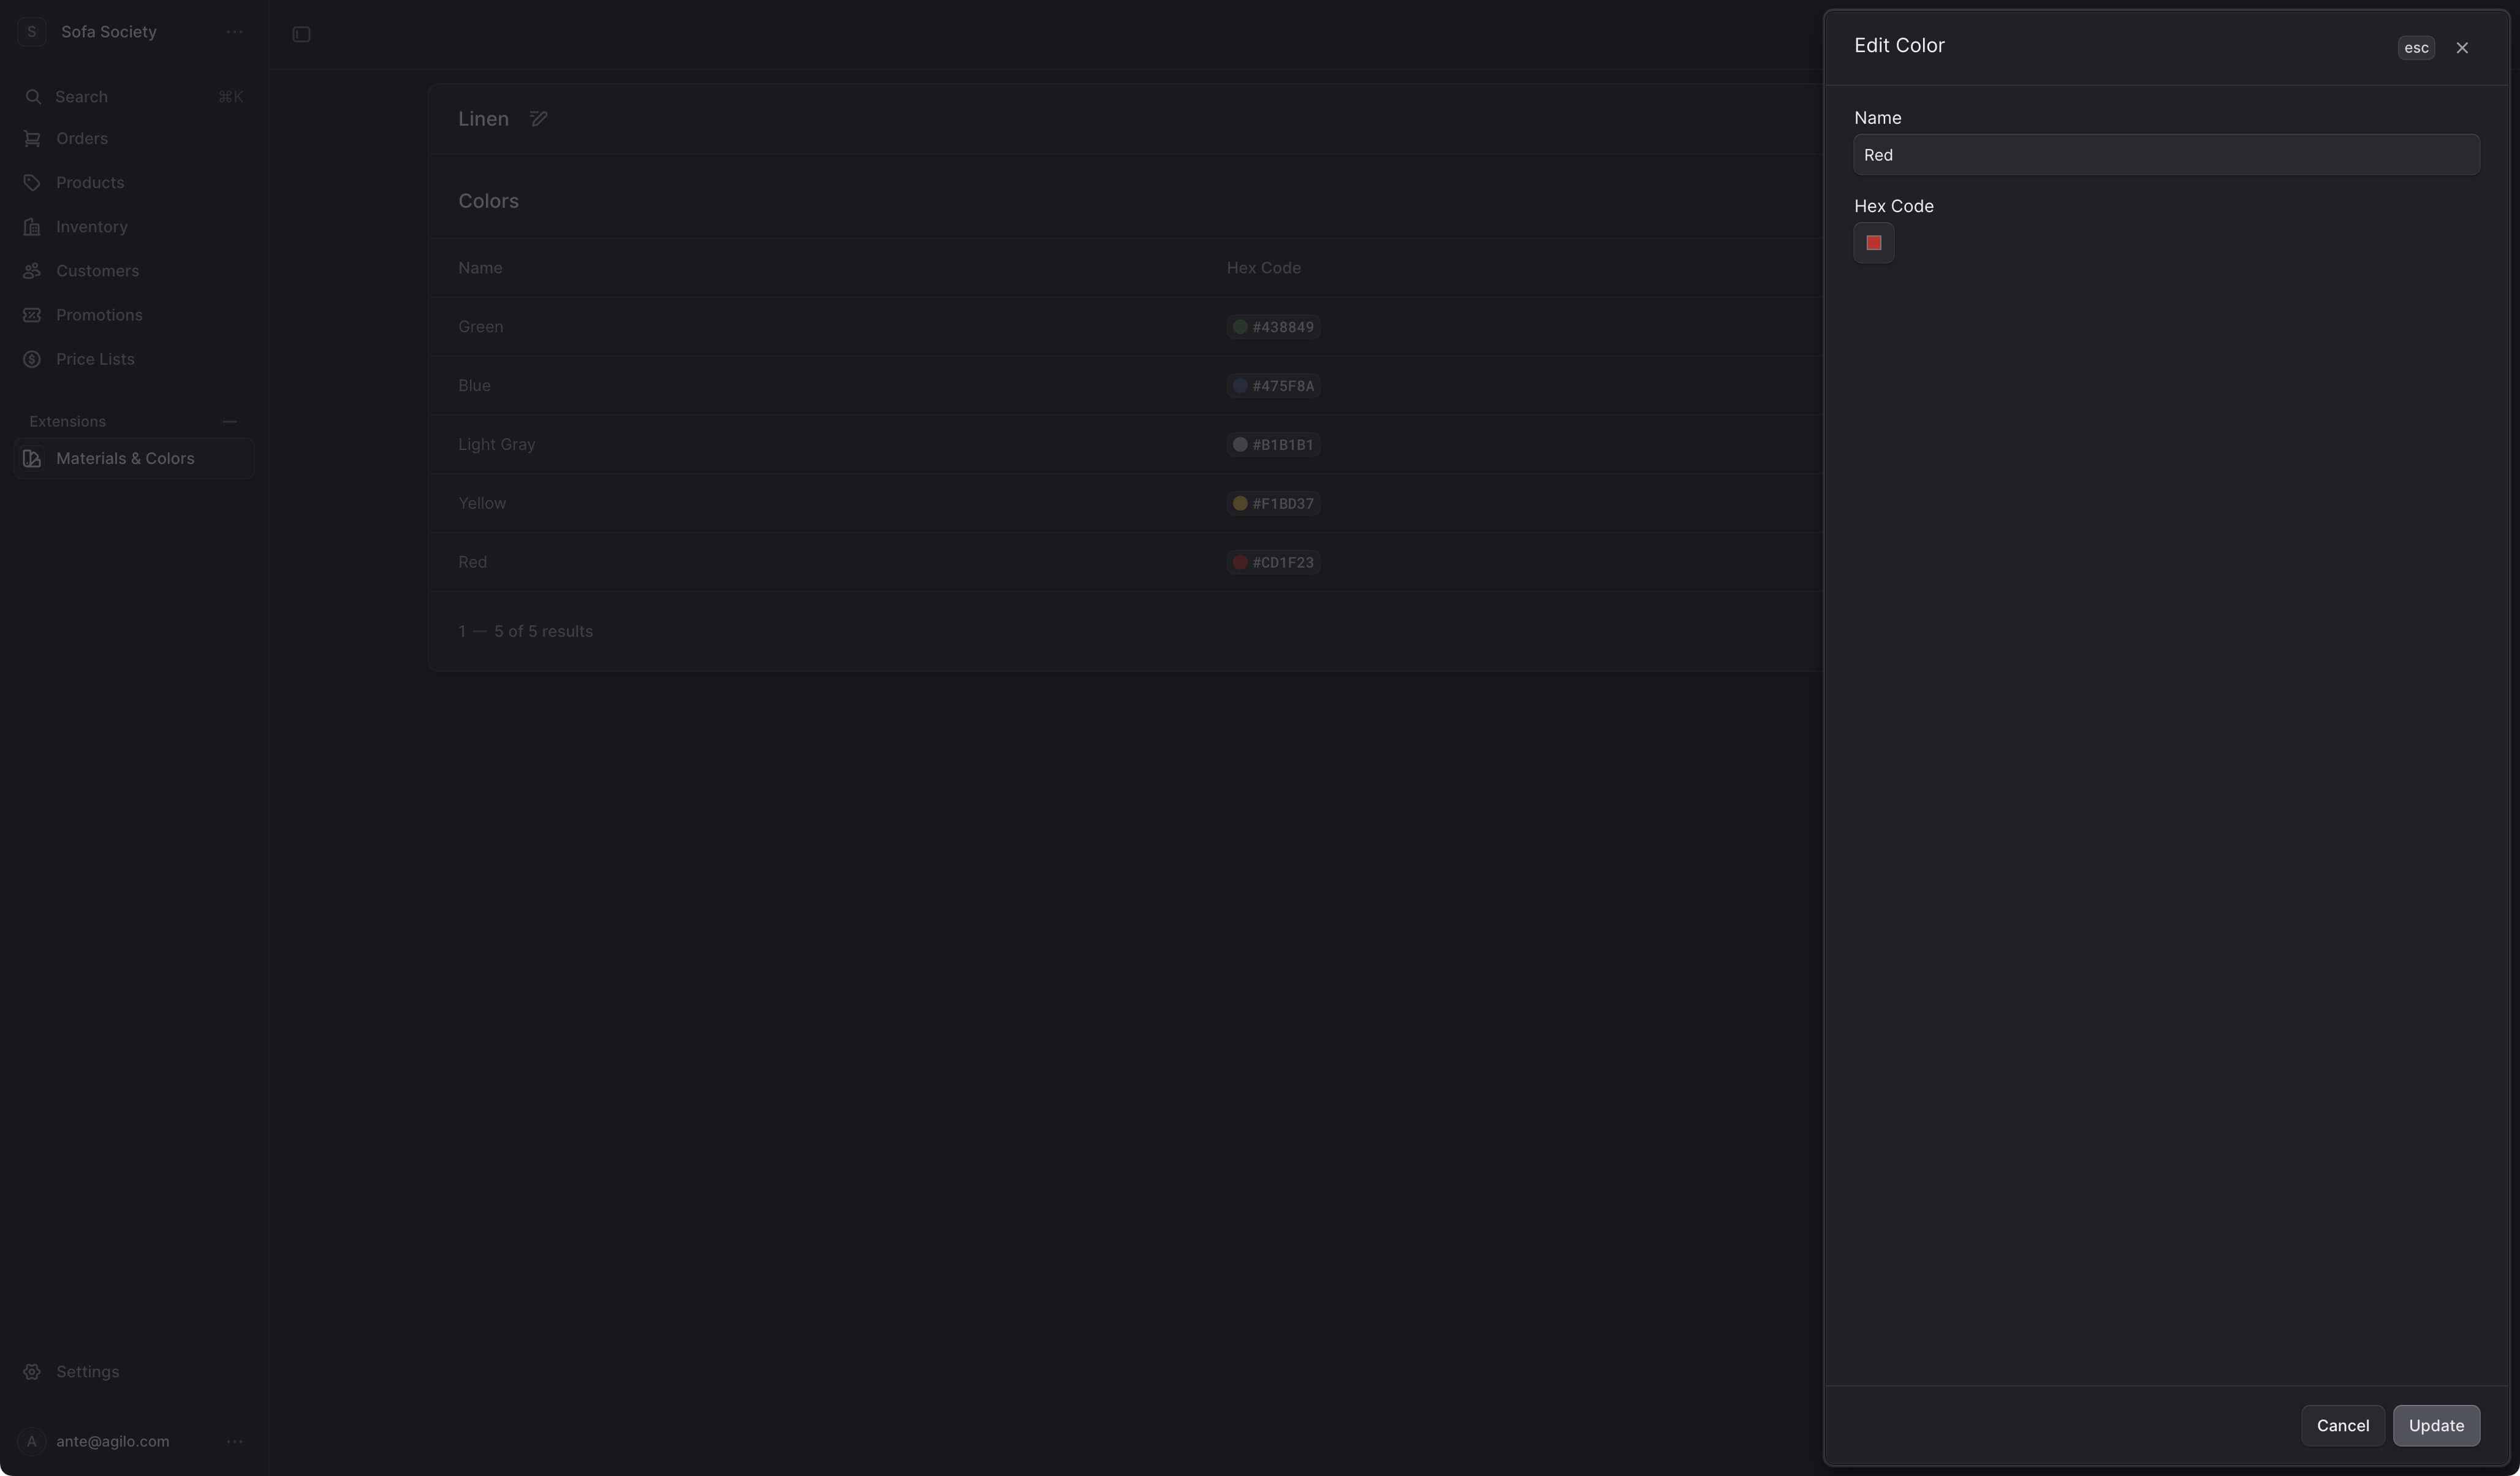 S Sofa Society
Search ⌘K
Orders
Products
Inventory
Customers
Promotions
Price Lists
Extensions
Materials & Colors
Settings
A ante@agilo.com
Linen
Colors
Name Hex Code
Green #438849
Blue #475F8A
Light Gray #B1B1B1
Yellow #F1BD37
Red #CD1F23
1 — 5 of 5 results
Edit Color esc
Name
Red
Hex Code
Cancel Update